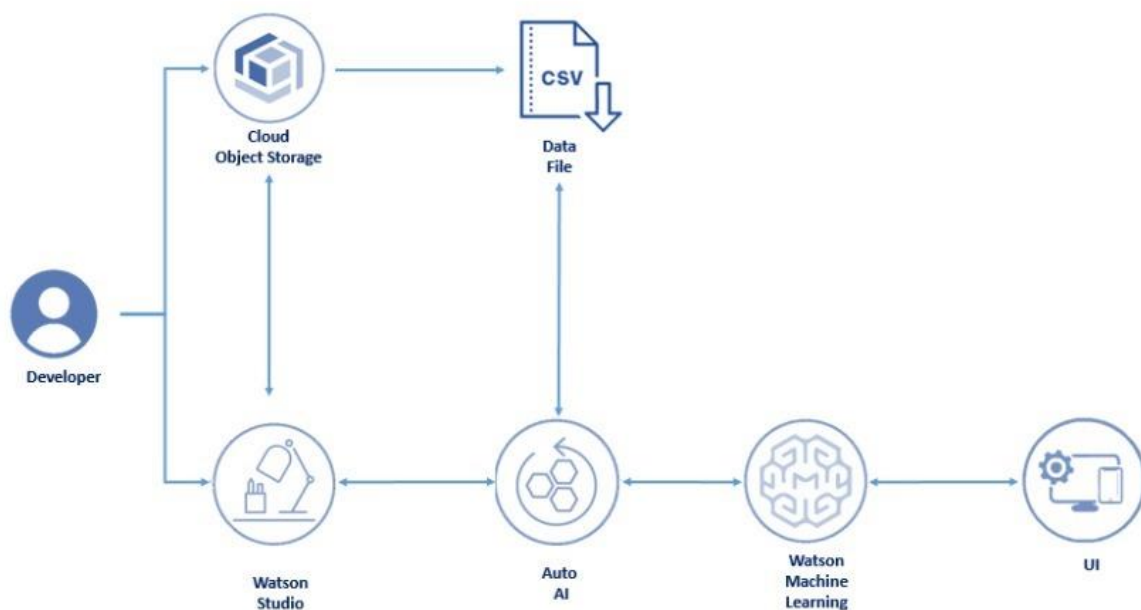 CSV
Cloud
Object Storage
Data
File
Developer
Watson
Studio
Auto
AI
Watson
Machine
Learning
UI